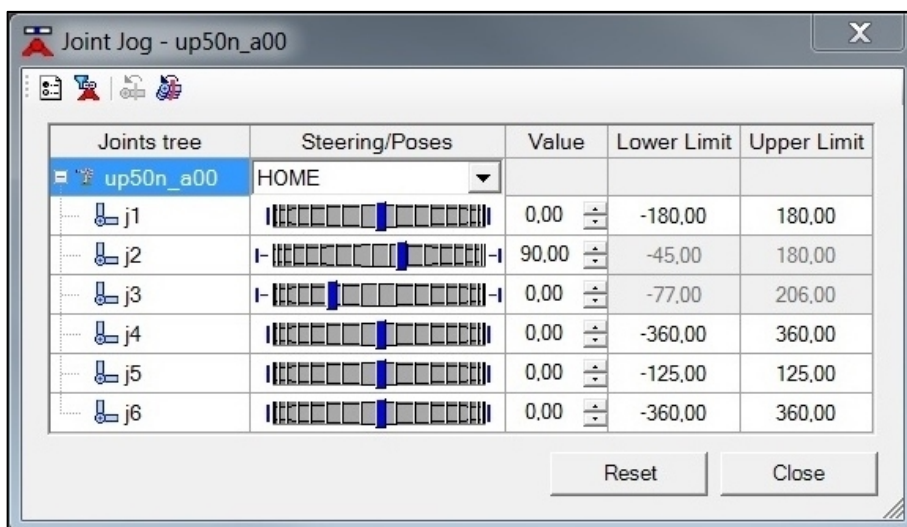 Joint Jog - up50n_a00
Joints tree Steering/Poses Value Lower Limit Upper Limit
up50n_a00 HOME
j1 0,00 -180,00 180,00
j2 90,00 -45,00 180,00
j3 0,00 -77,00 206,00
j4 0,00 -360,00 360,00
j5 0,00 -125,00 125,00
j6 0,00 -360,00 360,00
Reset Close